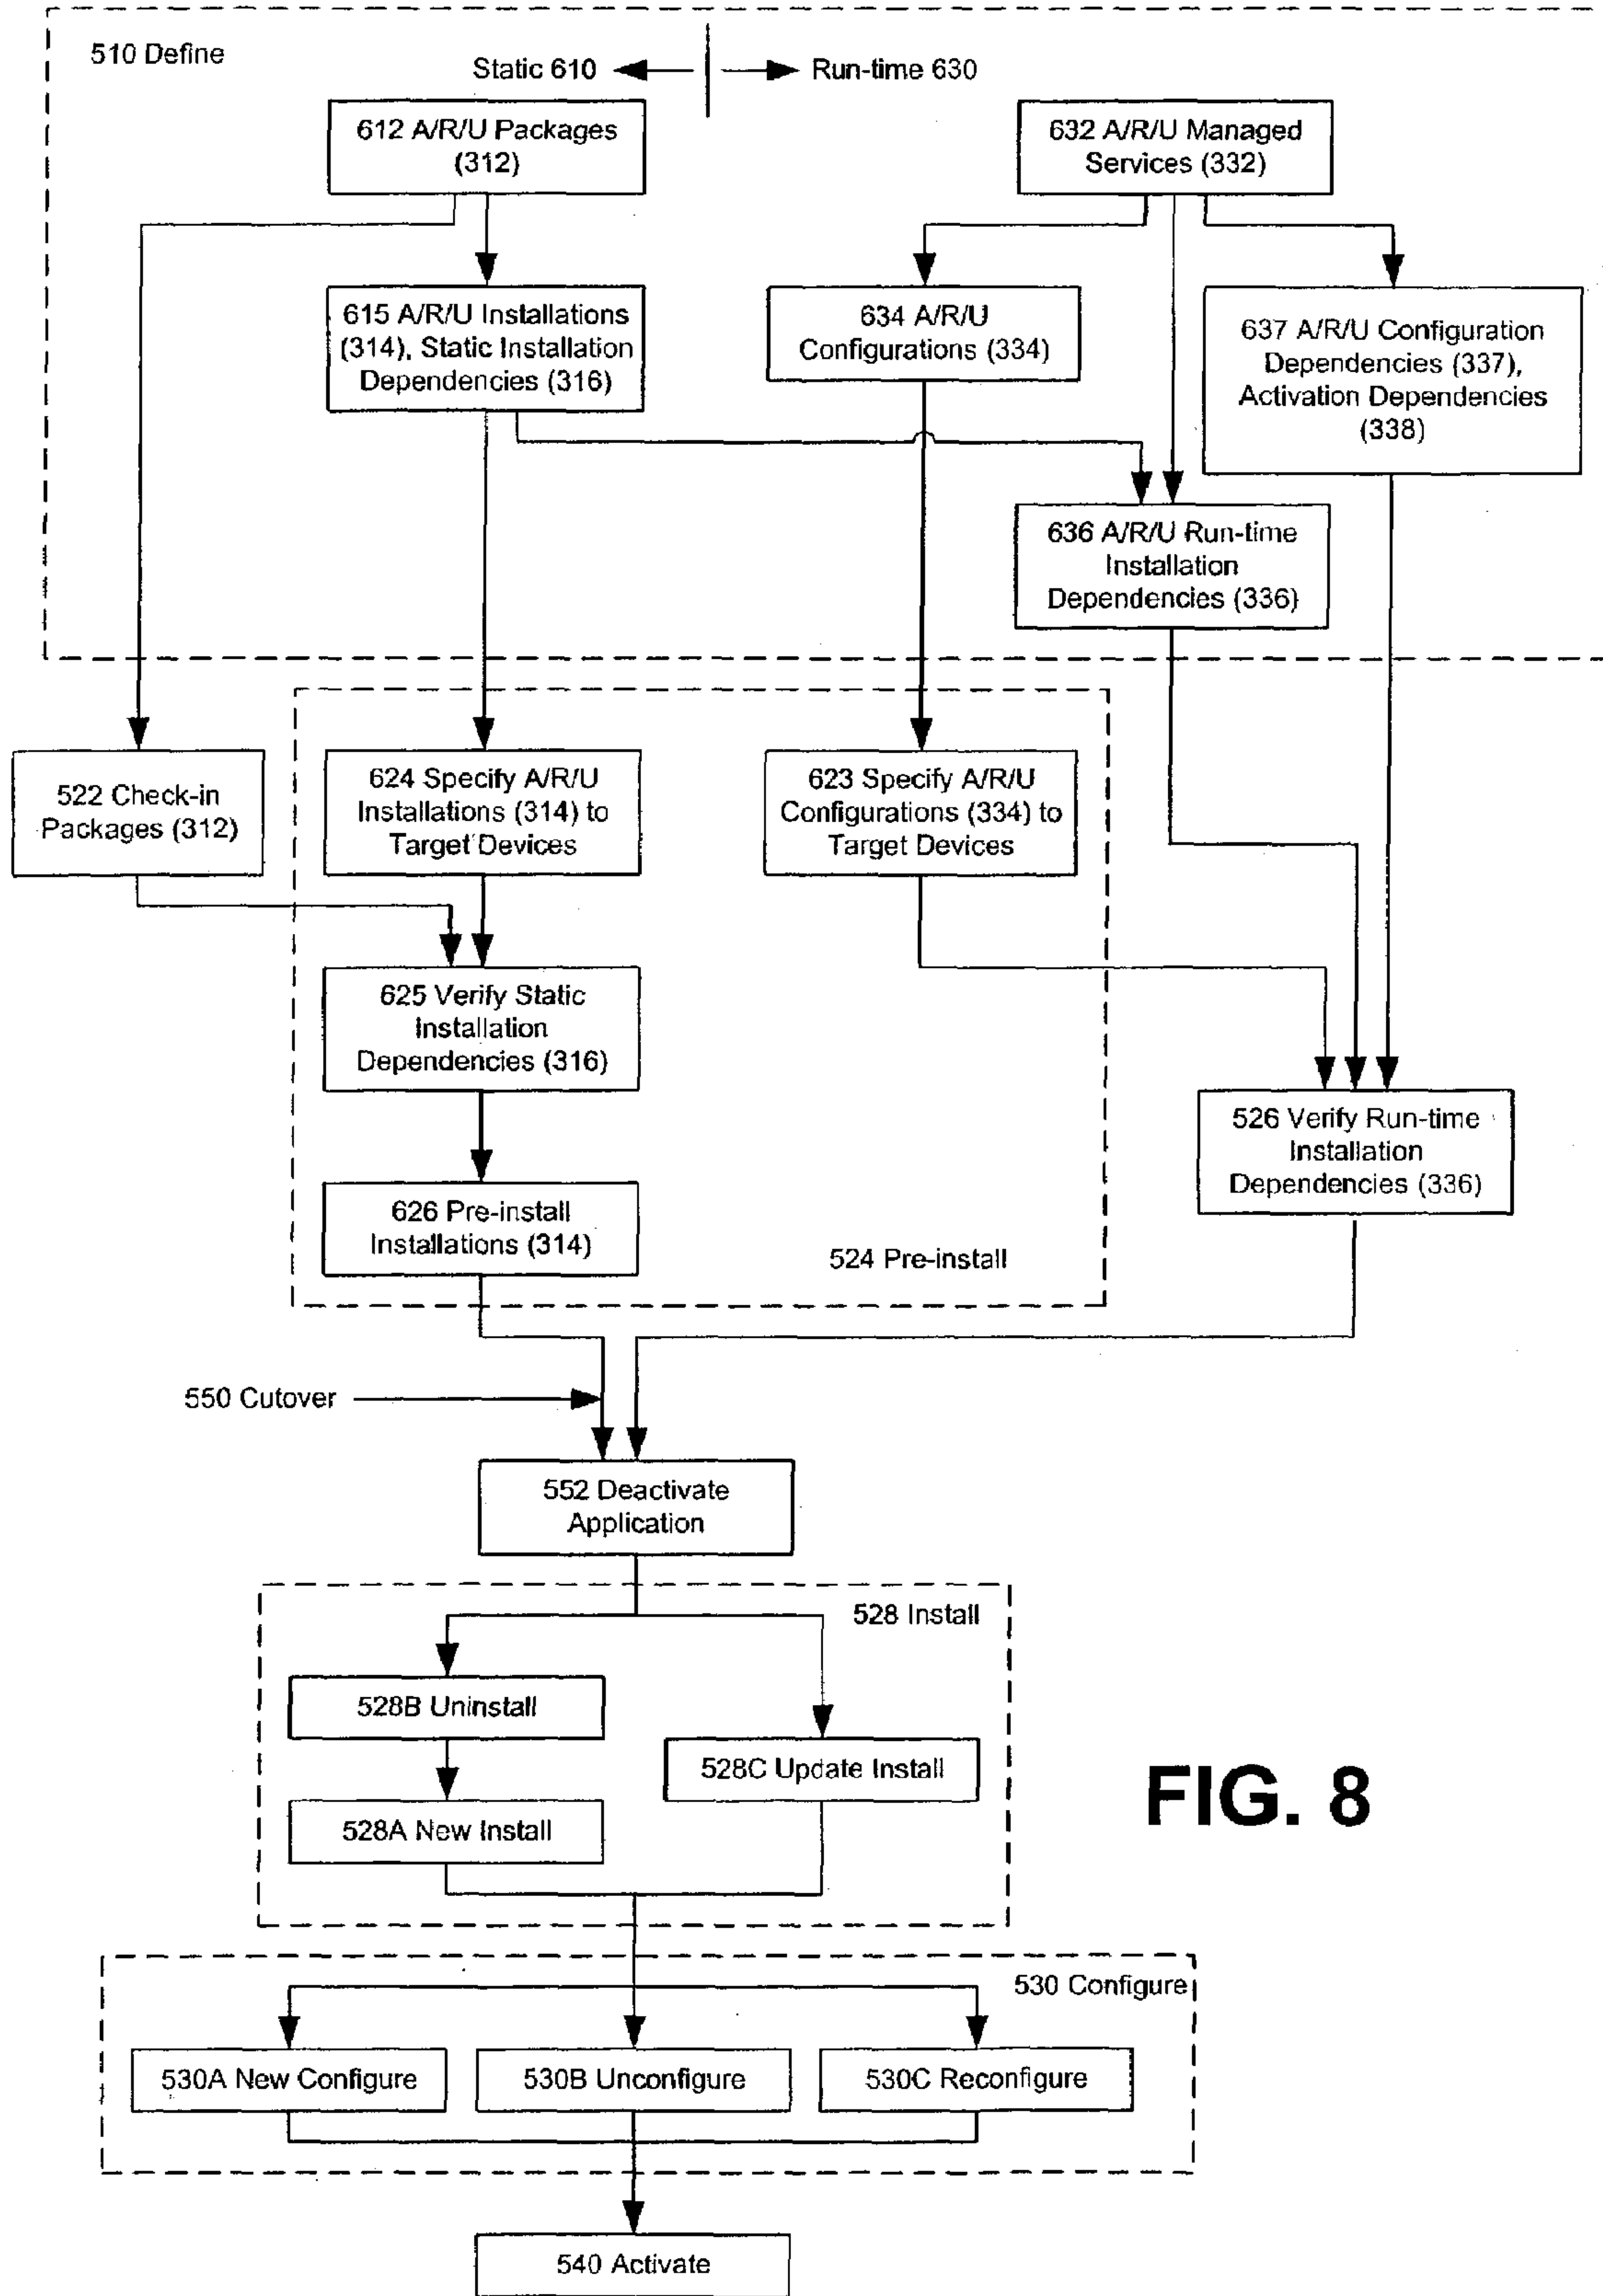 510 Define
Static 610
Run-time 630
612 A/R/U Packages
(312)
632 A/R/U Managed
Services (332)
615 A/R/U Installations
(314), Static Installation
Dependencies (316)
634 A/R/U
Configurations (334)
637 A/R/U Configuration
Dependencies (337),
Activation Dependencies
(338)
636 A/R/U Run-time
Installation
Dependencies (336)
522 Check-in
Packages (312)
624 Specify A/R/U
Installations (314) to
Target Devices
623 Specify A/R/U
Configurations (334) to
Target Devices
625 Verify Static
Installation
Dependencies (316)
526 Verify Run-time
Installation
Dependencies (336)
626 Pre-install
Installations (314)
524 Pre-install
550 Cutover
552 Deactivate
Application
528 Install
528B Uninstall
528C Update Install
528A New Install
FIG. 8
530 Configure
530A New Configure
530B Unconfigure
530C Reconfigure
540 Activate